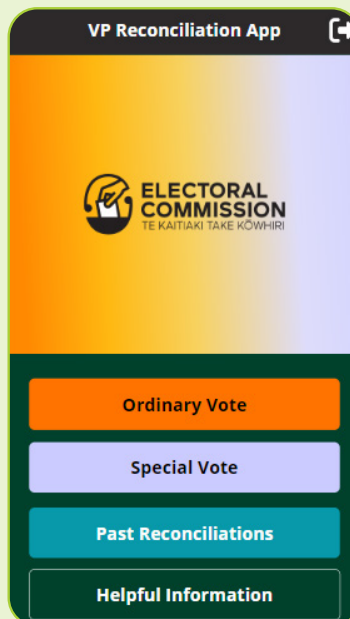 VP Reconciliation App
ELECTORAL
COMMISSION
TE KAITIAKI TAKE KŌWHIRI
Ordinary Vote
Special Vote
Past Reconciliations
Helpful Information